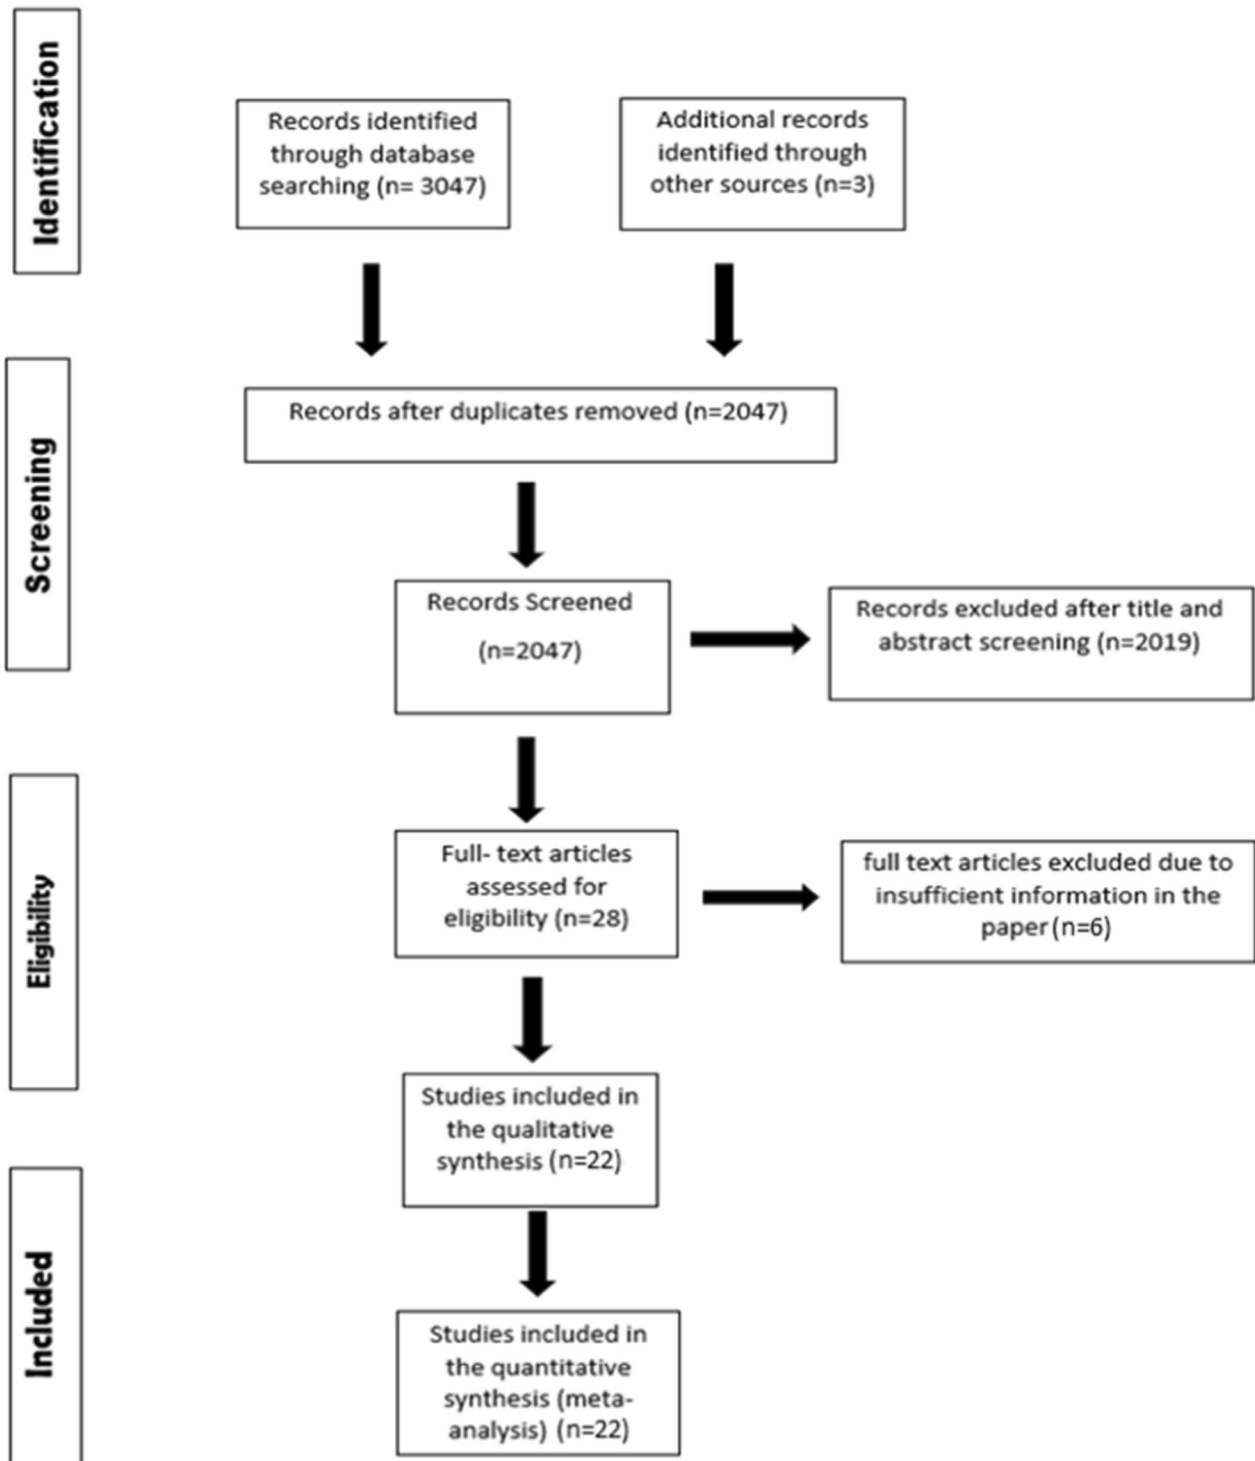 Identification
Records identified
through database
searching (n= 3047)
Additional records
identified through
other sources (n=3)
Screening
Records after duplicates removed (n=2047)
Records Screened
(n=2047)
Records excluded after title and
abstract screening (n=2019)
Eligibility
Full- text articles
assessed for
eligibility (n=28)
full text articles excluded due to
insufficient information in the
paper (n=6)
Studies included in
the qualitative
synthesis (n=22)
Included
Studies included in
the quantitative
synthesis (meta-
analysis) (n=22)